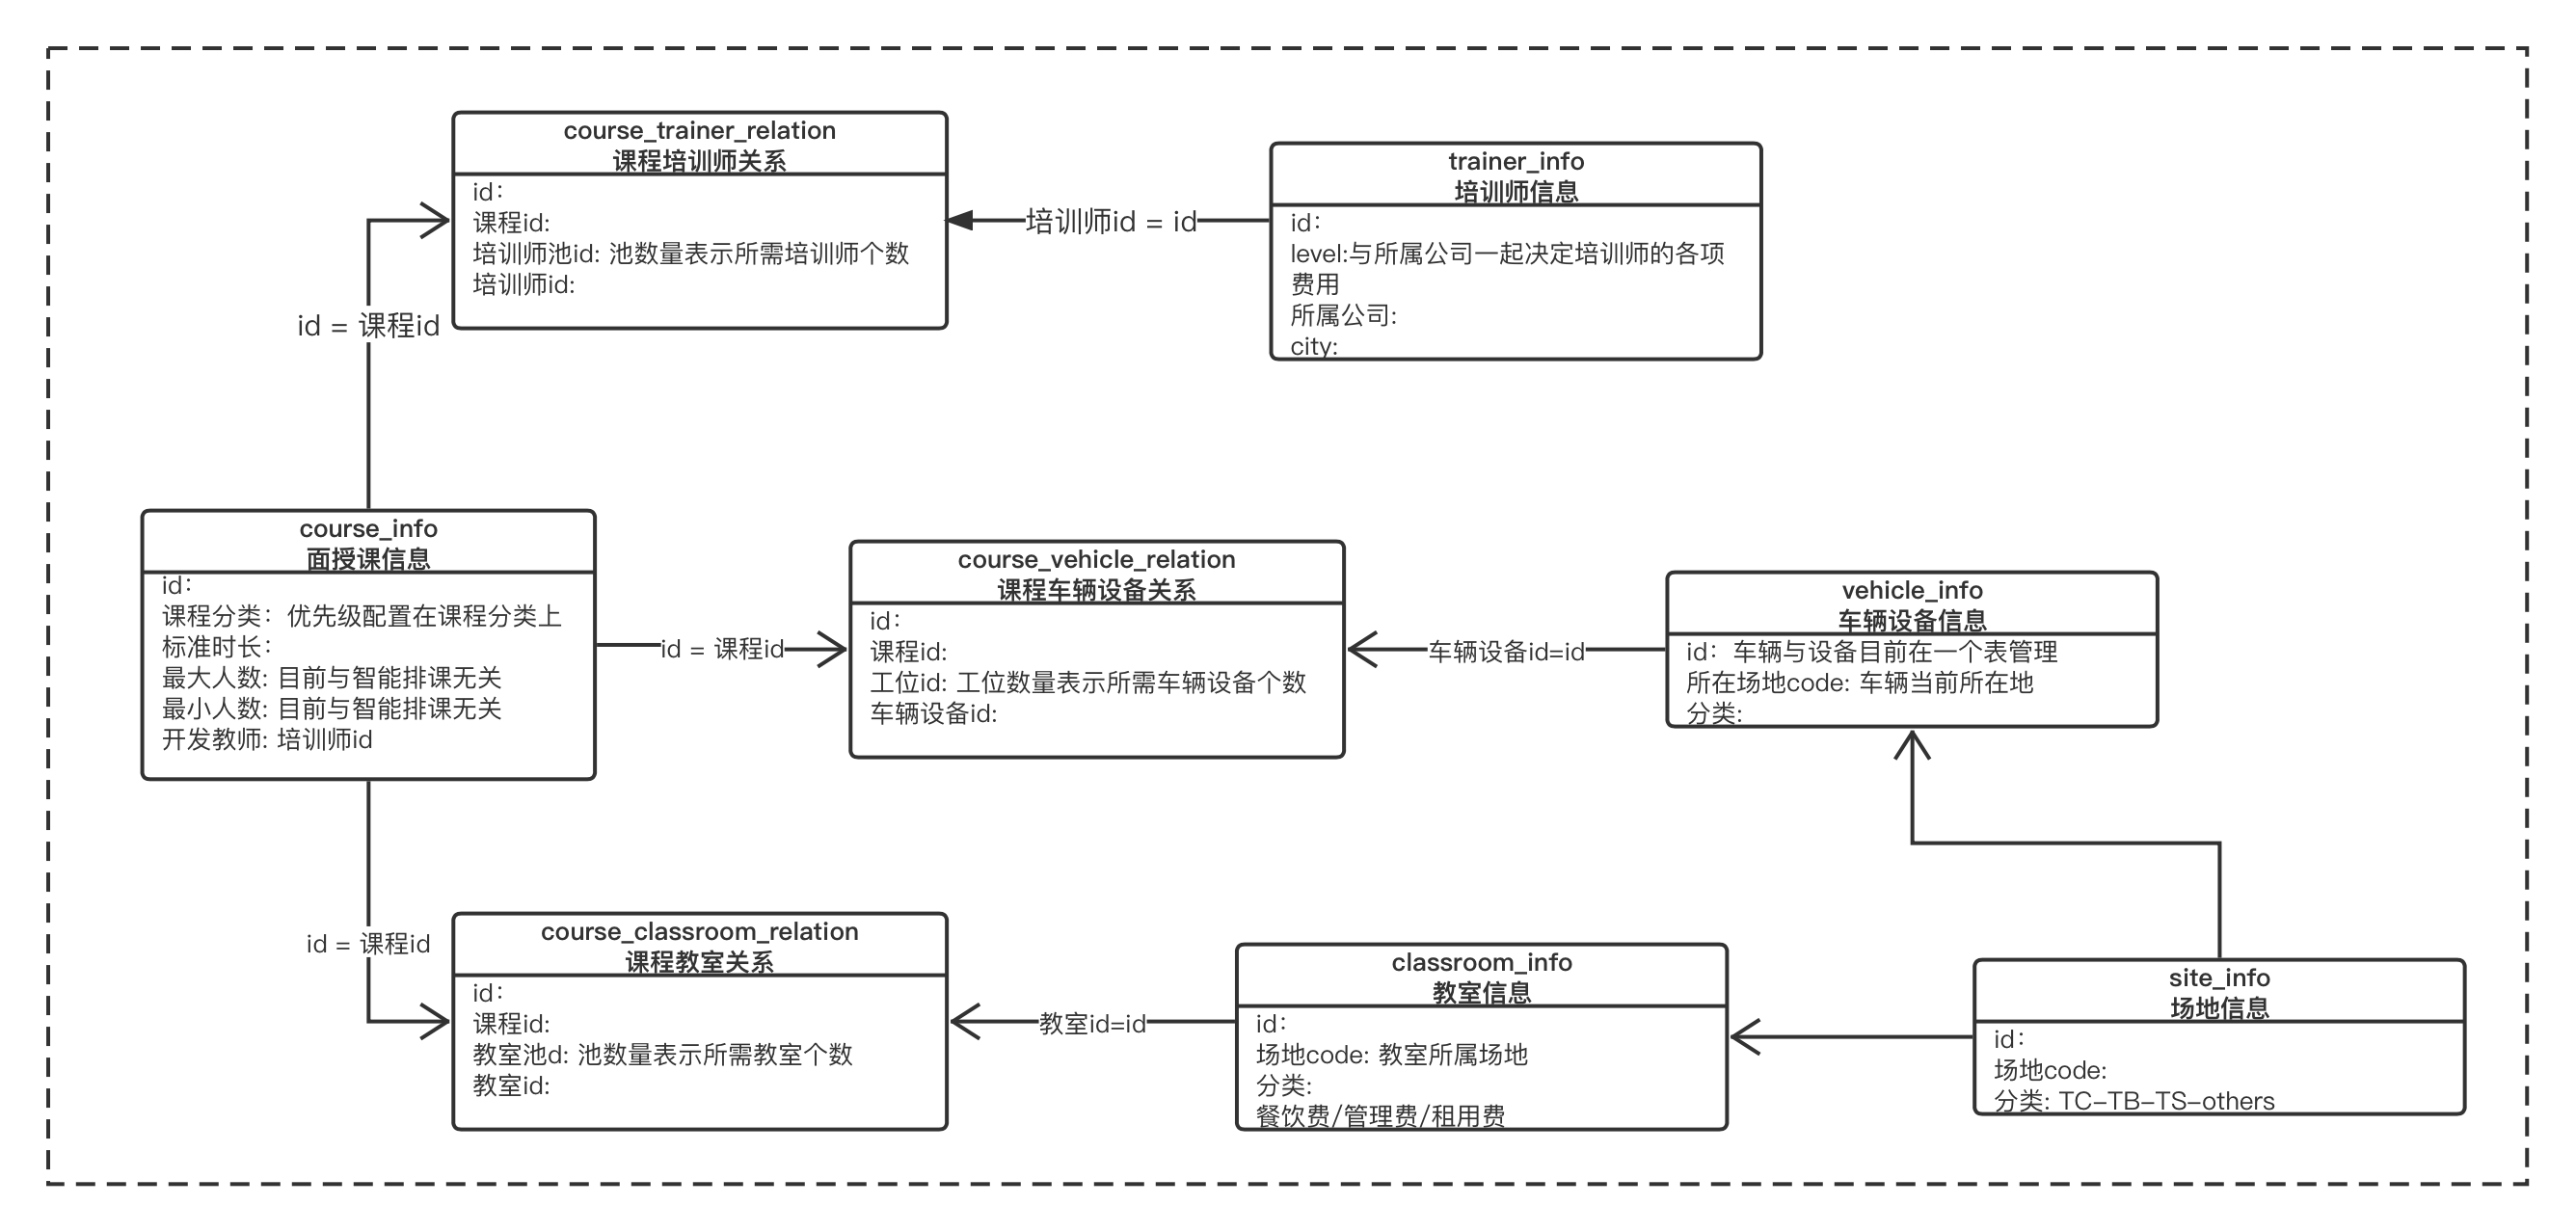 course_trainer_relation
课程培训师关系
id：
课程id:
培训师池id: 池数量表示所需培训师个数
培训师id:
培训师id = id
trainer_info
培训师信息
id：
level:与所属公司一起决定培训师的各项
费用
所属公司:
city:
id = 课程id
course_info
面授课信息
id：
课程分类：优先级配置在课程分类上
标准时长：
最大人数: 目前与智能排课无关
最小人数: 目前与智能排课无关
开发教师: 培训师id
id = 课程id
course_vehicle_relation
课程车辆设备关系
id：
课程id:
工位id: 工位数量表示所需车辆设备个数
车辆设备id:
车辆设备id=id
vehicle_info
车辆设备信息
id：车辆与设备目前在一个表管理
所在场地code: 车辆当前所在地
分类:
id = 课程id
course_classroom_relation
课程教室关系
id：
课程id:
教室池d: 池数量表示所需教室个数
教室id:
教室id=id
classroom_info
教室信息
id：
场地code: 教室所属场地
分类:
餐饮费/管理费/租用费
site_info
场地信息
id：
场地code:
分类: TC-TB-TS-others